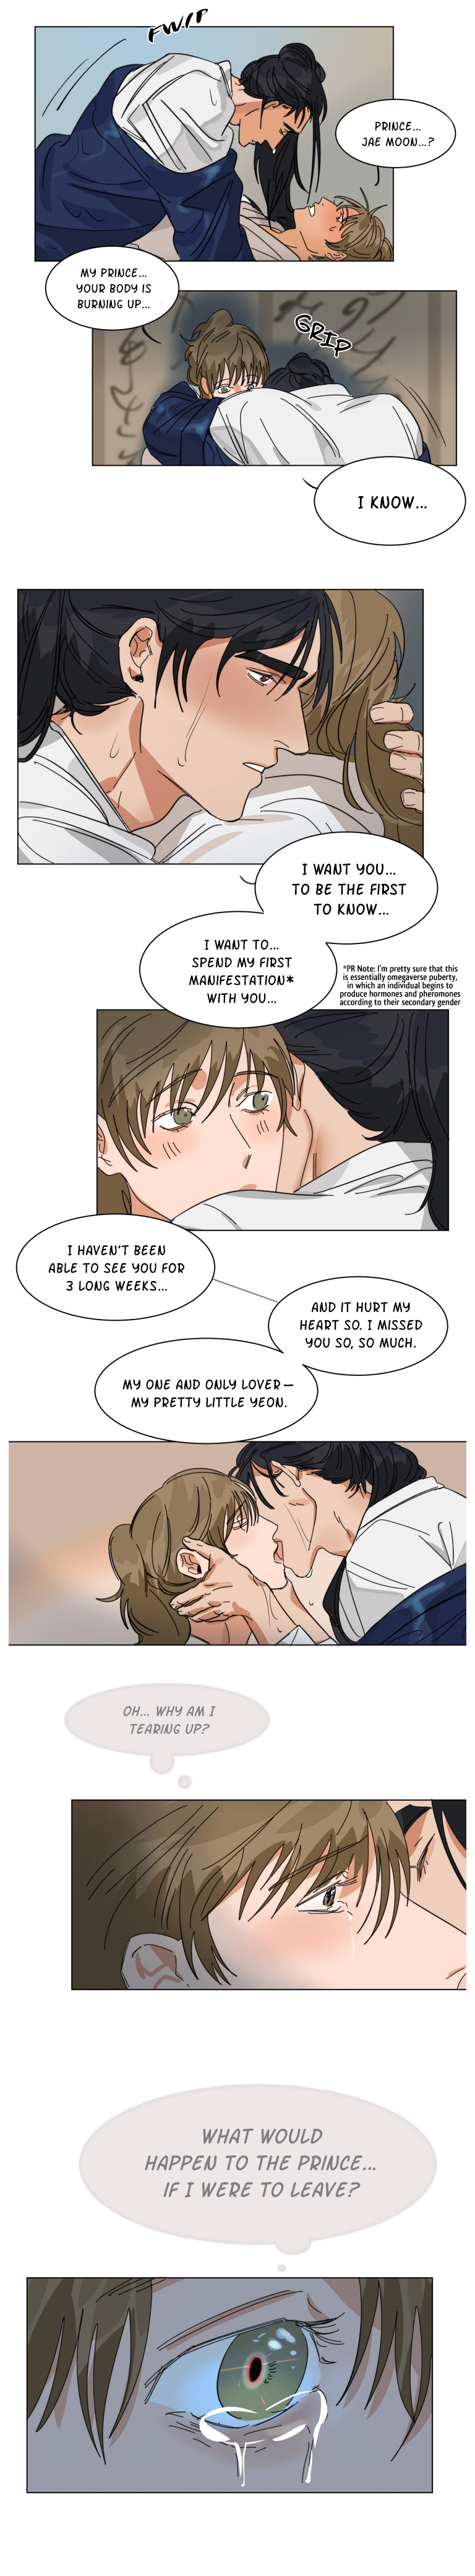 FWIP
PRINCE...
JAE MOON...?
MY PRINCE...
YOUR BODY IS
BURNING UP...
GRIP
I KNOW...
I WANT YOU...
TO BE THE FIRST
TO KNOW...
I WANT TO...
SPEND MY FIRST
MANIFESTATION*
WITH YOU...
*PR Note: I'm pretty sure that this
is essentially omegaverse puberty,
in which an individual begins to
produce hormones and pheromones
according to their secondary gender
I HAVEN'T BEEN
ABLE TO SEE YOU FOR
3 LONG WEEKS...
AND IT HURT MY
HEART SO. I MISSED
YOU SO, SO MUCH.
MY ONE AND ONLY LOVER—
MY PRETTY LITTLE YEON.
OH... WHY AM I
TEARING UP?
WHAT WOULD
HAPPEN TO THE PRINCE...
IF I WERE TO LEAVE?